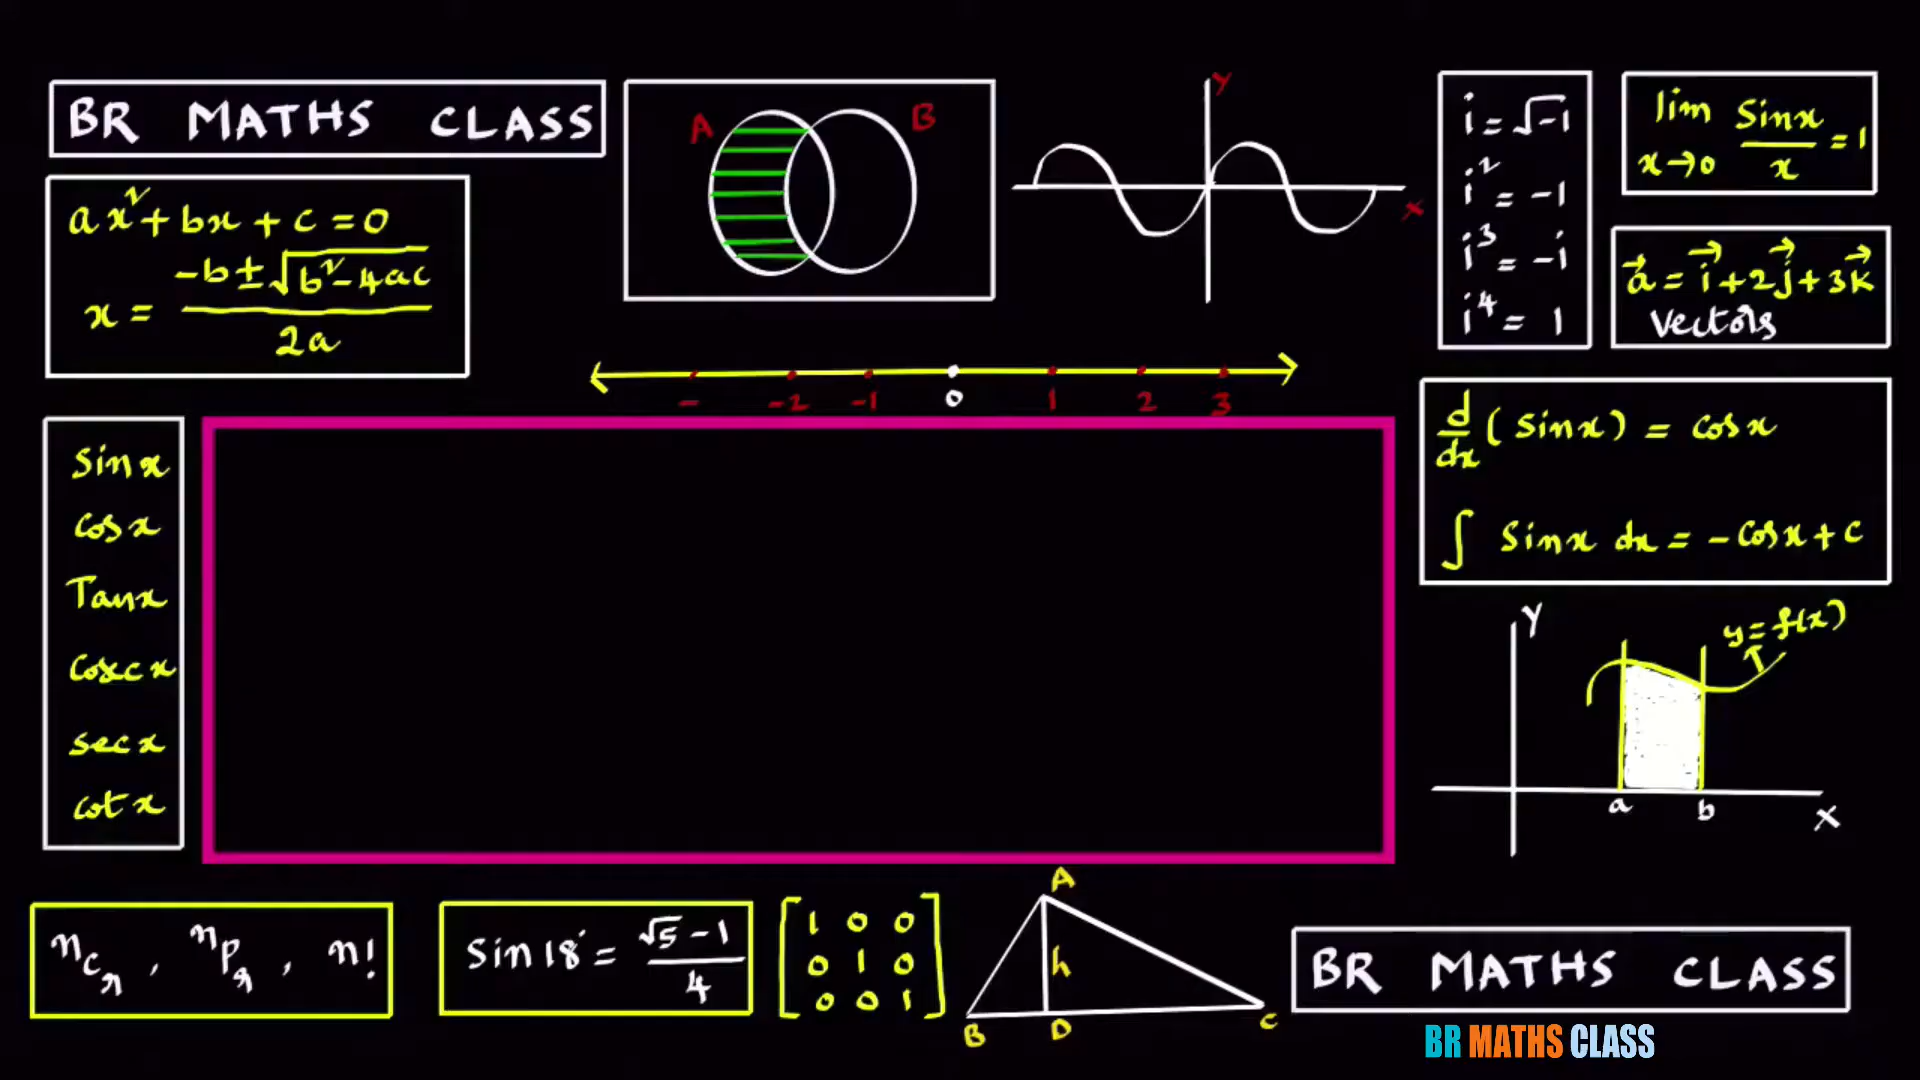 BR MATHS CLASS
ax²+bx+c=0
x = (-b±√(b²-4ac))/2a
A B
Y
X
i=√-1
i²=-1
i³=-i
i⁴=1
lim x→0 Sinx/x =1
a⃗ = i⃗+2j⃗+3k⃗
Vectors
- -2 -1 0 1 2 3
Sinx
Cosx
Tanx
Cosecx
secx
cotx
d/dx (Sinx) = Cosx
∫ Sinx dx = -Cosx+c
Y
y=f(x)
a b
X
ⁿcᵣ, ⁿPᵣ, n!
Sin18° = (√5-1)/4
1 0 0
0 1 0
0 0 1
A
h
B D C
BR MATHS CLASS
BR MATHS CLASS